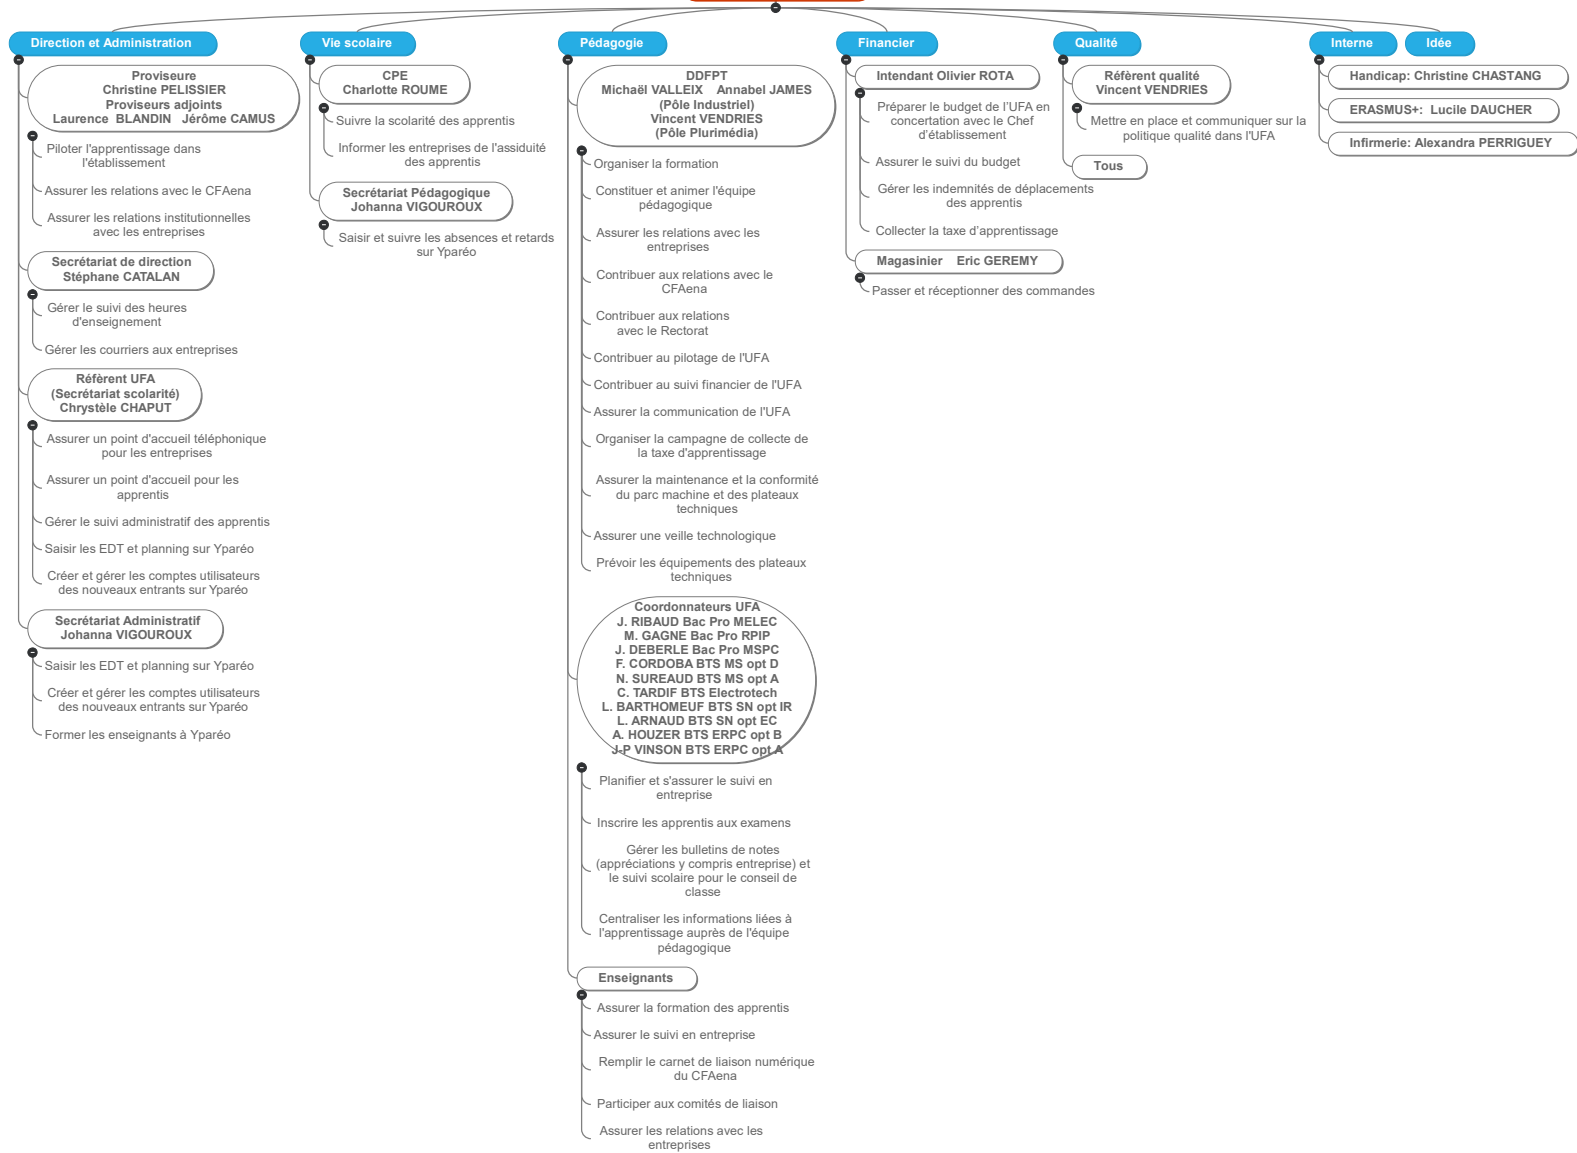 Direction et Administration
Proviseure
Christine PELISSIER
Proviseurs adjoints
Laurence BLANDIN Jérôme CAMUS
Piloter l'apprentissage dans
l'établissement
Assurer les relations avec le CFAena
Assurer les relations institutionnelles
avec les entreprises
Secrétariat de direction
Stéphane CATALAN
Gérer le suivi des heures
d'enseignement
Gérer les courriers aux entreprises
Réfèrent UFA
(Secrétariat scolarité)
Chrystèle CHAPUT
Assurer un point d'accueil téléphonique
pour les entreprises
Assurer un point d'accueil pour les
apprentis
Gérer le suivi administratif des apprentis
Saisir les EDT et planning sur Yparéo
Créer et gérer les comptes utilisateurs
des nouveaux entrants sur Yparéo
Secrétariat Administratif
Johanna VIGOUROUX
Saisir les EDT et planning sur Yparéo
Créer et gérer les comptes utilisateurs
des nouveaux entrants sur Yparéo
Former les enseignants à Yparéo
Vie scolaire
CPE
Charlotte ROUME
Suivre la scolarité des apprentis
Informer les entreprises de l'assiduité
des apprentis
Secrétariat Pédagogique
Johanna VIGOUROUX
Saisir et suivre les absences et retards
sur Yparéo
Pédagogie
DDFPT
Michaël VALLEIX Annabel JAMES
(Pôle Industriel)
Vincent VENDRIES
(Pôle Plurimédia)
Organiser la formation
Constituer et animer l'équipe
pédagogique
Assurer les relations avec les
entreprises
Contribuer aux relations avec le
CFAena
Contribuer aux relations
avec le Rectorat
Contribuer au pilotage de l'UFA
Contribuer au suivi financier de l'UFA
Assurer la communication de l'UFA
Organiser la campagne de collecte de
la taxe d'apprentissage
Assurer la maintenance et la conformité
du parc machine et des plateaux
techniques
Assurer une veille technologique
Prévoir les équipements des plateaux
techniques
Coordonnateurs UFA
J. RIBAUD Bac Pro MELEC
M. GAGNE Bac Pro RPIP
J. DEBERLE Bac Pro MSPC
F. CORDOBA BTS MS opt D
N. SUREAUD BTS MS opt A
C. TARDIF BTS Electrotech
L. BARTHOMEUF BTS SN opt IR
L. ARNAUD BTS SN opt EC
A. HOUZER BTS ERPC opt B
J-P VINSON BTS ERPC opt A
Planifier et s'assurer le suivi en
entreprise
Inscrire les apprentis aux examens
Gérer les bulletins de notes
(appréciations y compris entreprise) et
le suivi scolaire pour le conseil de
classe
Centraliser les informations liées à
l'apprentissage auprès de l'équipe
pédagogique
Enseignants
Assurer la formation des apprentis
Assurer le suivi en entreprise
Remplir le carnet de liaison numérique
du CFAena
Participer aux comités de liaison
Assurer les relations avec les
entreprises
Financier
Intendant Olivier ROTA
Préparer le budget de l'UFA en
concertation avec le Chef
d'établissement
Assurer le suivi du budget
Gérer les indemnités de déplacements
des apprentis
Collecter la taxe d'apprentissage
Magasinier Eric GEREMY
Passer et réceptionner des commandes
Qualité
Réfèrent qualité
Vincent VENDRIES
Mettre en place et communiquer sur la
politique qualité dans l'UFA
Tous
Interne
Handicap: Christine CHASTANG
ERASMUS+: Lucile DAUCHER
Infirmerie: Alexandra PERRIGUEY
Idée